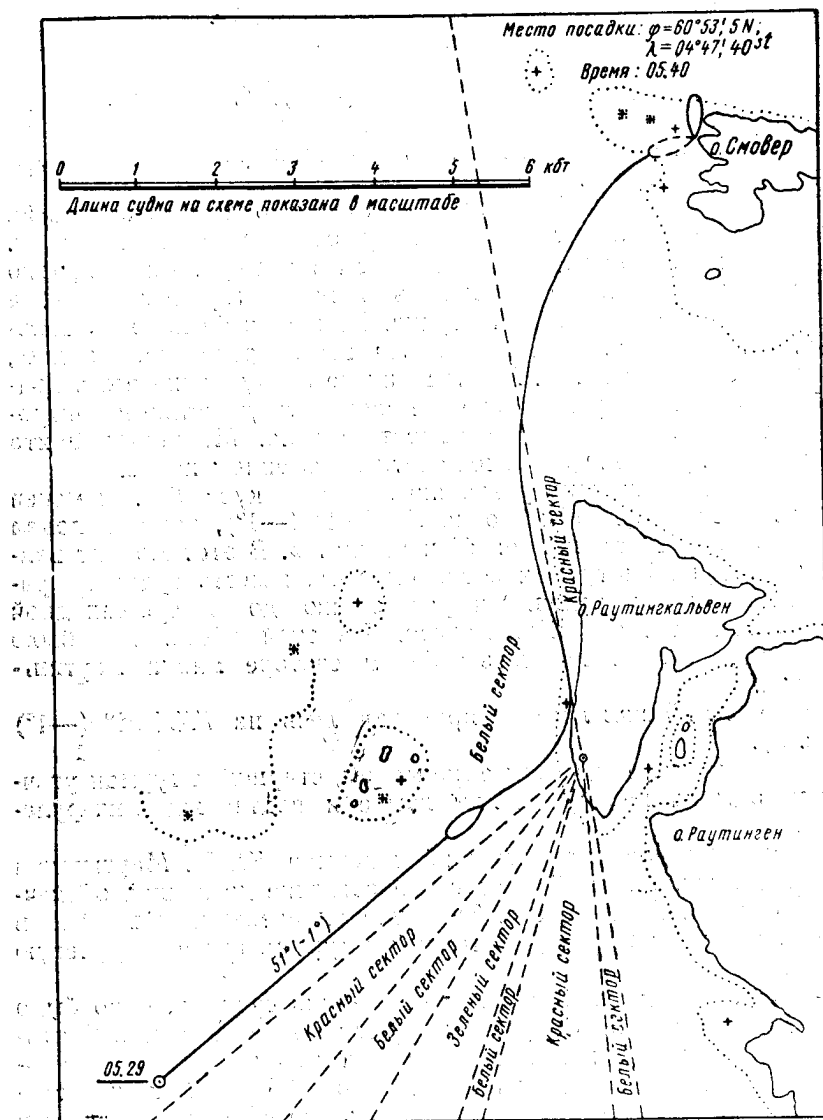 Место посадки: φ=60°53',5 N;
λ=04°47',40st
Время: 05.40
о. Смовер
0 1 2 3 4 5 6 кбт
Длина судна на схеме показана в масштабе
Красный сектор
о. Раутингкальвен
Белый сектор
о. Раутинген
51° (-1°)
Красный сектор
Белый сектор
Зеленый сектор
Белый сектор
Красный сектор
Белый сектор
05.29